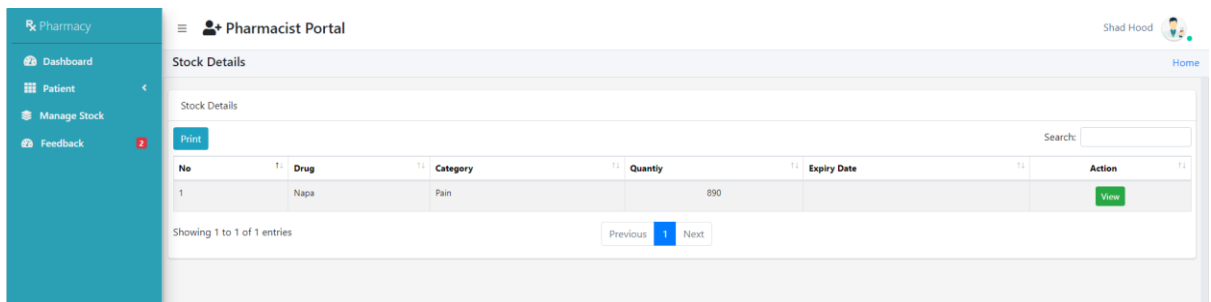 Rx Pharmacy
Dashboard
Patient
Manage Stock
Feedback 2
Pharmacist Portal
Shad Hood
Stock Details
Home
Stock Details
Print
Search:
No Drug Category Quantiy Expiry Date Action
1 Napa Pain 890 View
Showing 1 to 1 of 1 entries
Previous 1 Next